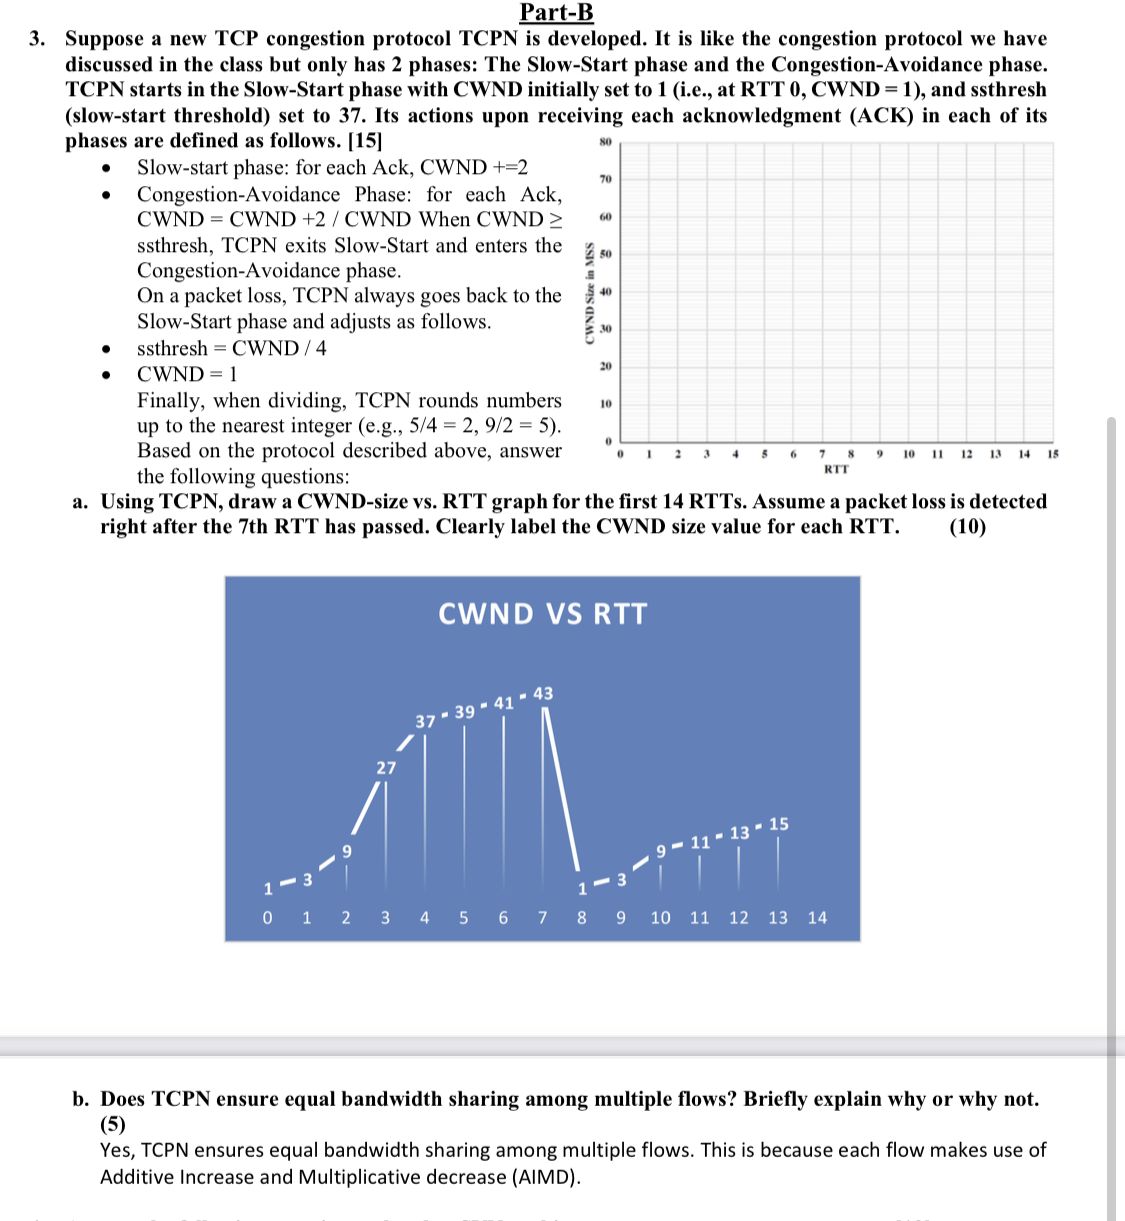 Part-B
3. Suppose a new TCP congestion protocol TCPN is developed. It is like the congestion protocol we have
discussed in the class but only has 2 phases: The Slow-Start phase and the Congestion-Avoidance phase.
TCPN starts in the Slow-Start phase with CWND initially set to 1 (i.e., at RTT 0, CWND = 1), and ssthresh
(slow-start threshold) set to 37. Its actions upon receiving each acknowledgment (ACK) in each of its
phases are defined as follows. [15]
• Slow-start phase: for each Ack, CWND +=2
• Congestion-Avoidance Phase: for each Ack,
CWND = CWND +2 / CWND When CWND ≥
ssthresh, TCPN exits Slow-Start and enters the
Congestion-Avoidance phase.
On a packet loss, TCPN always goes back to the
Slow-Start phase and adjusts as follows.
• ssthresh = CWND / 4
• CWND = 1
Finally, when dividing, TCPN rounds numbers
up to the nearest integer (e.g., 5/4 = 2, 9/2 = 5).
Based on the protocol described above, answer
the following questions:
80
70
60
50
40
30
20
10
0
CWND Size in MSS
0 1 2 3 4 5 6 7 8 9 10 11 12 13 14 15
RTT
a. Using TCPN, draw a CWND-size vs. RTT graph for the first 14 RTTs. Assume a packet loss is detected
right after the 7th RTT has passed. Clearly label the CWND size value for each RTT. (10)
CWND VS RTT
1 3 9 27 37 39 41 43 1 3 9 11 13 15
0 1 2 3 4 5 6 7 8 9 10 11 12 13 14
b. Does TCPN ensure equal bandwidth sharing among multiple flows? Briefly explain why or why not.
(5)
Yes, TCPN ensures equal bandwidth sharing among multiple flows. This is because each flow makes use of
Additive Increase and Multiplicative decrease (AIMD).